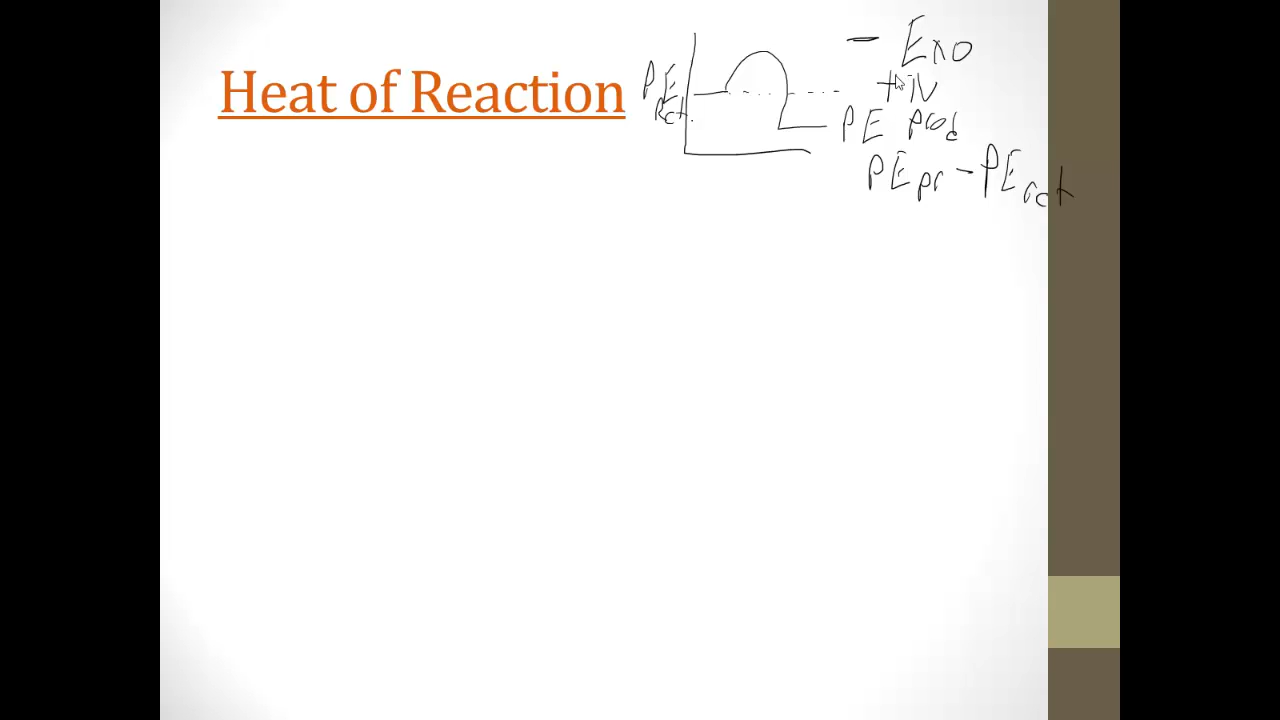 Heat of Reaction
PE
Rct.
- Exo
PE prod
PE pr - PE rct